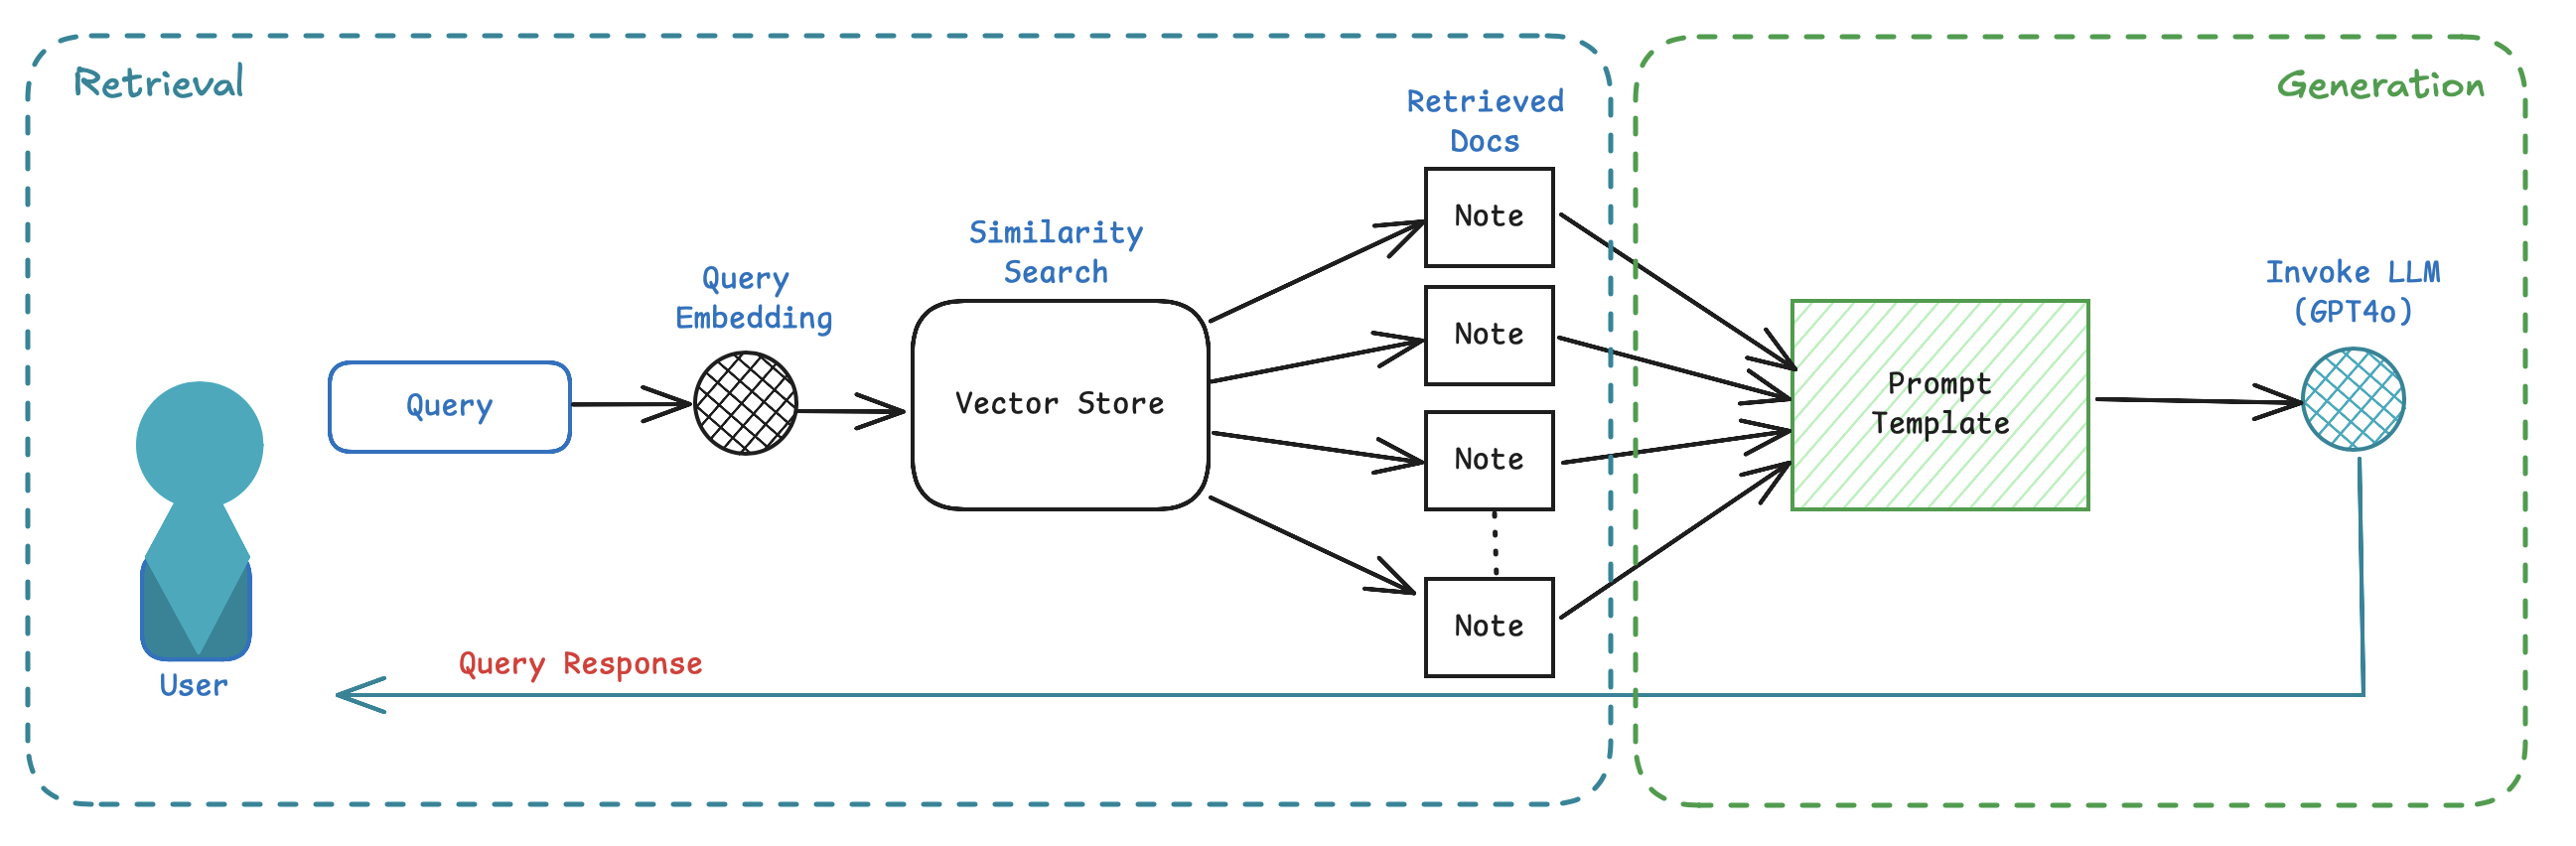 Retrieval
Generation
Retrieved
Docs
Note
Similarity
Search
Query
Embedding
Invoke LLM
(GPT4o)
Note
Query
Vector Store
Prompt
Template
Note
Note
Query Response
User